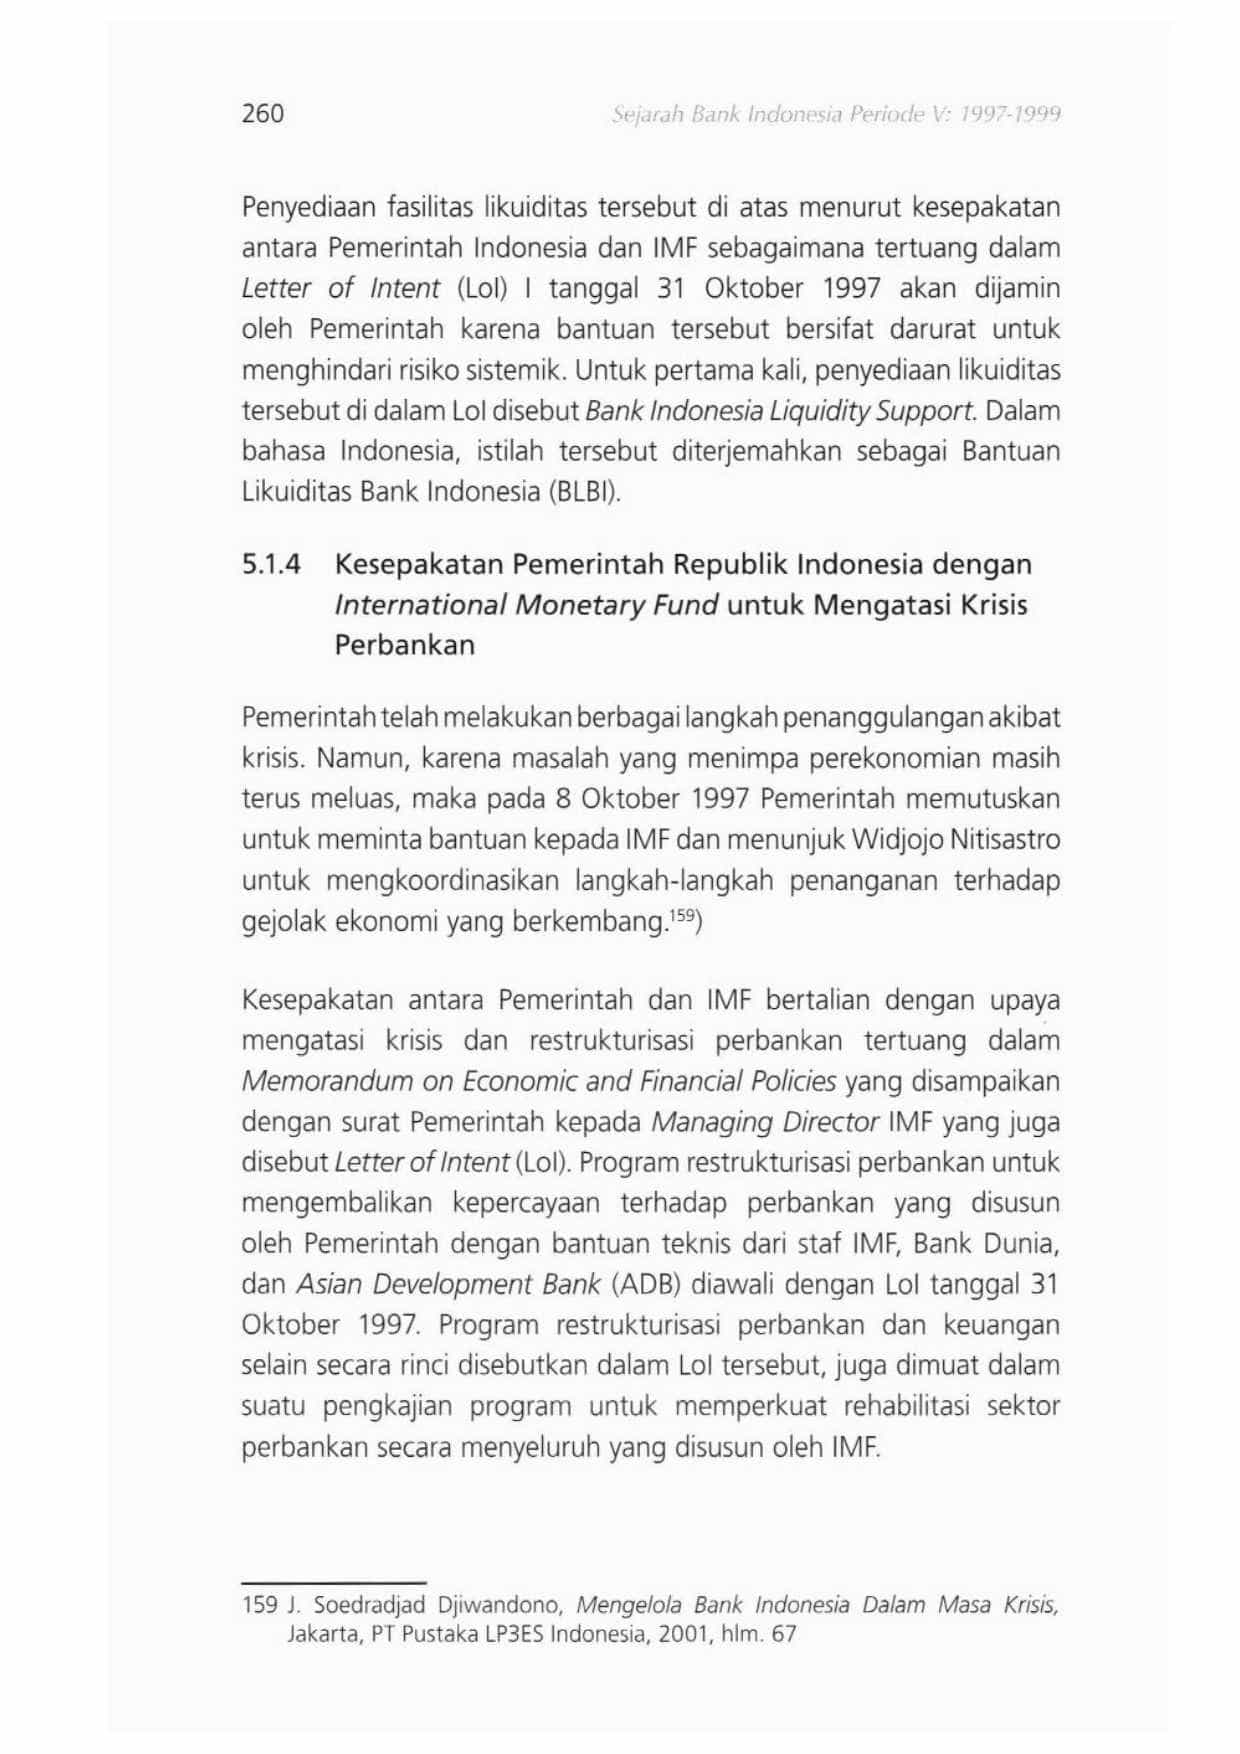 260
Sejarah Bank Indonesia Periode V: 1997-1999
Penyediaan fasilitas likuiditas tersebut di atas menurut kesepakatan
antara Pemerintah Indonesia dan IMF sebagaimana tertuang dalam
Letter of Intent (LoI) I tanggal 31 Oktober 1997 akan dijamin
oleh Pemerintah karena bantuan tersebut bersifat darurat untuk
menghindari risiko sistemik. Untuk pertama kali, penyediaan likuiditas
tersebut di dalam LoI disebut Bank Indonesia Liquidity Support. Dalam
bahasa Indonesia, istilah tersebut diterjemahkan sebagai Bantuan
Likuiditas Bank Indonesia (BLBI).
5.1.4 Kesepakatan Pemerintah Republik Indonesia dengan
International Monetary Fund untuk Mengatasi Krisis
Perbankan
Pemerintah telah melakukan berbagai langkah penanggulangan akibat
krisis. Namun, karena masalah yang menimpa perekonomian masih
terus meluas, maka pada 8 Oktober 1997 Pemerintah memutuskan
untuk meminta bantuan kepada IMF dan menunjuk Widjojo Nitisastro
untuk mengkoordinasikan langkah-langkah penanganan terhadap
gejolak ekonomi yang berkembang.159)
Kesepakatan antara Pemerintah dan IMF bertalian dengan upaya
mengatasi krisis dan restrukturisasi perbankan tertuang dalam
Memorandum on Economic and Financial Policies yang disampaikan
dengan surat Pemerintah kepada Managing Director IMF yang juga
disebut Letter of Intent (LoI). Program restrukturisasi perbankan untuk
mengembalikan kepercayaan terhadap perbankan yang disusun
oleh Pemerintah dengan bantuan teknis dari staf IMF, Bank Dunia,
dan Asian Development Bank (ADB) diawali dengan LoI tanggal 31
Oktober 1997. Program restrukturisasi perbankan dan keuangan
selain secara rinci disebutkan dalam LoI tersebut, juga dimuat dalam
suatu pengkajian program untuk memperkuat rehabilitasi sektor
perbankan secara menyeluruh yang disusun oleh IMF.
159 J. Soedradjad Djiwandono, Mengelola Bank Indonesia Dalam Masa Krisis,
Jakarta, PT Pustaka LP3ES Indonesia, 2001, hlm. 67